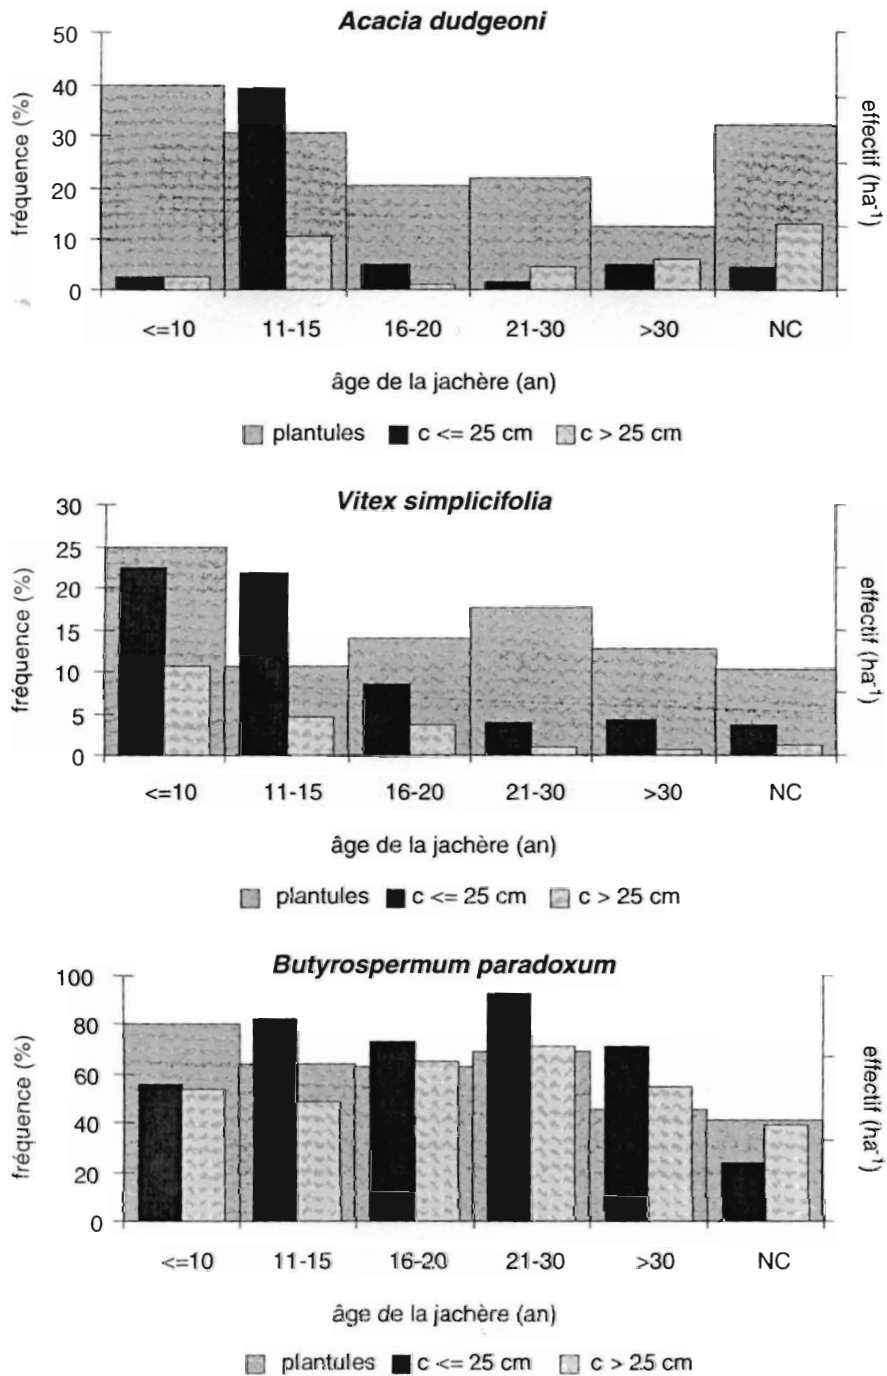 Acacia dudgeoni
50
40
30
20
10
0
fréquence (%)
effectif (ha-1)
<=10 11-15 16-20 21-30 >30 NC
âge de la jachère (an)
plantules c <= 25 cm c > 25 cm
Vitex simplicifolia
30
25
20
15
10
5
0
fréquence (%)
effectif (ha-1)
<=10 11-15 16-20 21-30 >30 NC
âge de la jachère (an)
plantules c <= 25 cm c > 25 cm
Butyrospermum paradoxum
100
80
60
40
20
0
fréquence (%)
effectif (ha-1)
<=10 11-15 16-20 21-30 >30 NC
âge de la jachère (an)
plantules c <= 25 cm c > 25 cm